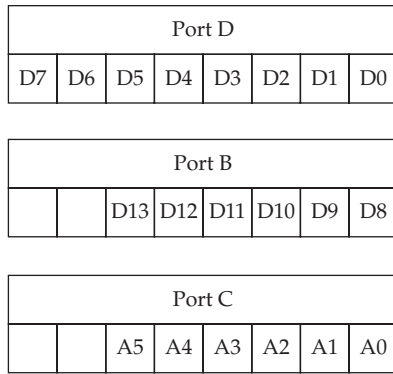 Port D
D7 D6 D5 D4 D3 D2 D1 D0
Port B
D13 D12 D11 D10 D9 D8
Port C
A5 A4 A3 A2 A1 A0